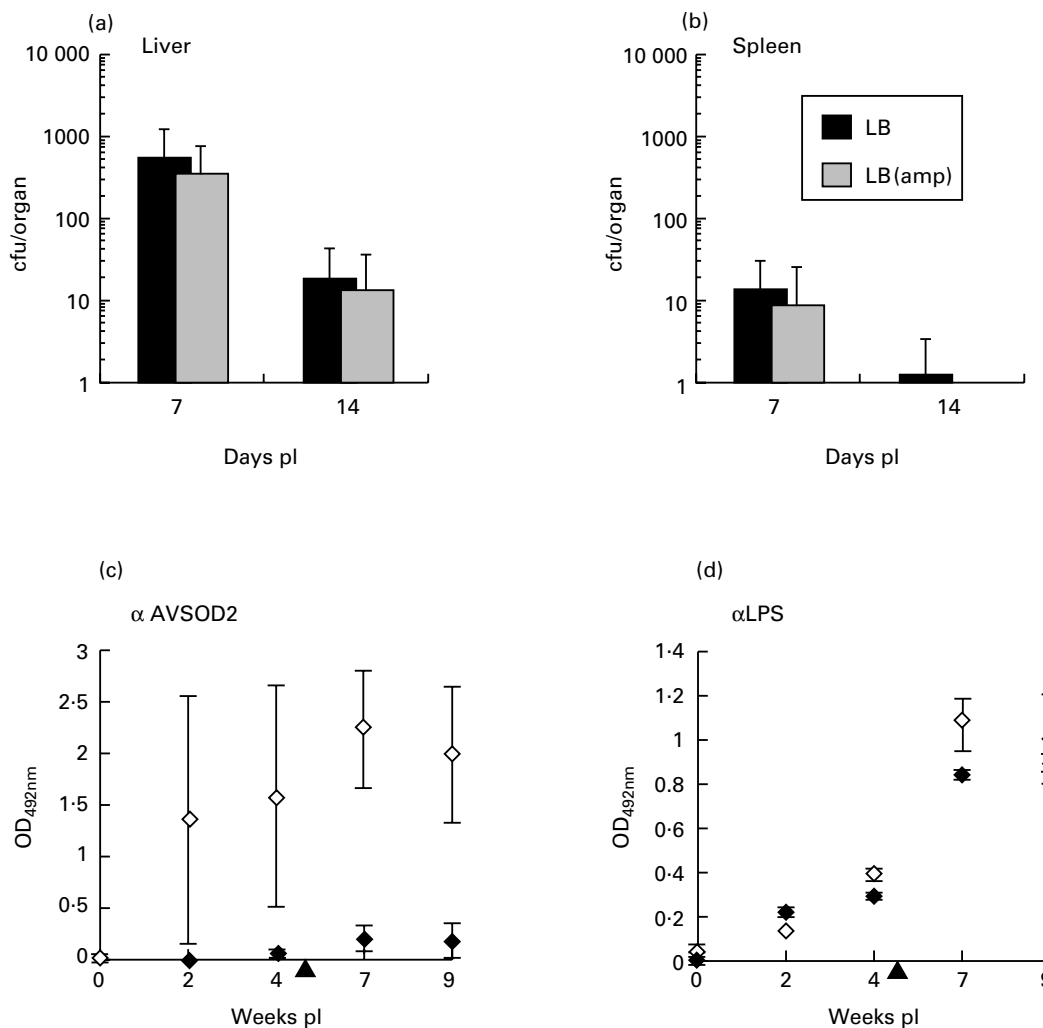 (a)
Liver
10 000
1000
100
10
1
cfu/organ
7
14
Days pI
(b)
Spleen
10 000
1000
100
10
1
cfu/organ
LB
LB (amp)
7
14
Days pI
(c)
α AVSOD2
3
2·5
2
1·5
1
0·5
0
OD492nm
0
2
4
7
9
Weeks pI
(d)
αLPS
1·4
1·2
1
0·8
0·6
0·4
0·2
0
OD492nm
0
2
4
7
9
Weeks pI